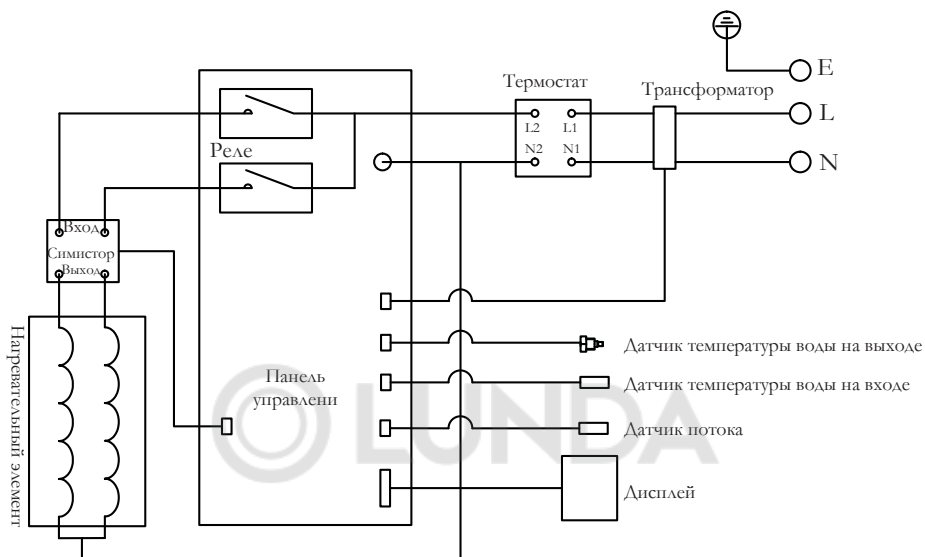 E
Термостат
Трансформатор
L
L2 L1
N2 N1
N
Реле
Вход
Симистор
Выход
Нагревательный элемент
Панель
управлени
Датчик температуры воды на выходе
Датчик температуры воды на входе
Датчик потока
Дисплей
LUNDA